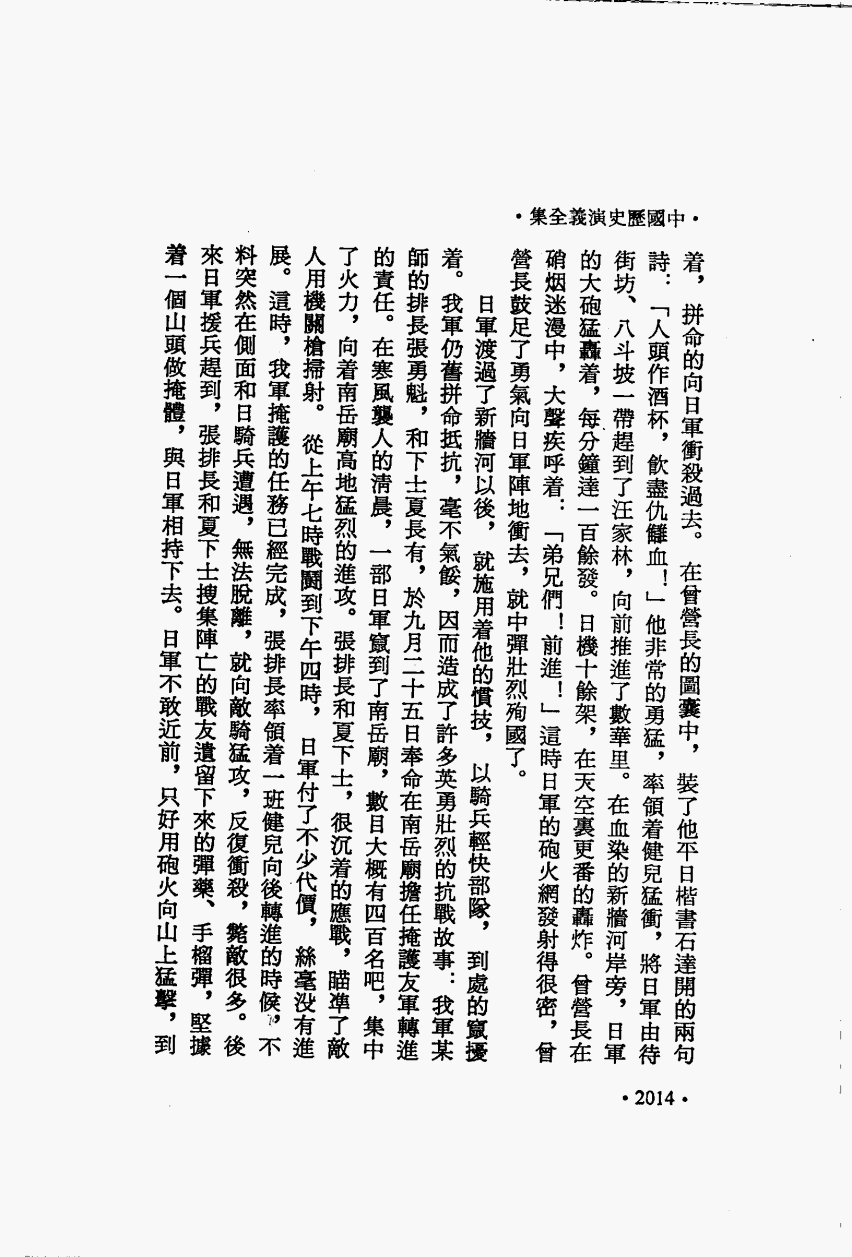 •中國歷史演義全集•
着，拼命的向日軍衝殺過去。在曾營長的圖囊中，裝了他平日楷書石達開的兩句
詩：「人頭作酒杯，飲盡仇讎血！」他非常的勇猛，率領着健兒猛衝，將日軍由待
街坊、八斗坡一帶趕到了汪家林，向前推進了數華里。在血染的新牆河岸旁，日軍
的大砲猛轟着，每分鐘達一百餘發。日機十餘架，在天空裏更番的轟炸。曾營長在
硝烟迷漫中，大聲疾呼着：「弟兄們！前進！」這時日軍的砲火網發射得很密，曾
營長鼓足了勇氣向日軍陣地衝去，就中彈壯烈殉國了。
日軍渡過了新牆河以後，就施用着他的慣技，以騎兵輕快部隊，到處的竄擾
着。我軍仍舊拼命抵抗，毫不氣餒，因而造成了許多英勇壯烈的抗戰故事：我軍某
師的排長張勇魁，和下士夏長有，於九月二十五日奉命在南岳廟擔任掩護友軍轉進
的責任。在寒風襲人的清晨，一部日軍竄到了南岳廟，數目大概有四百名吧，集中
了火力，向着南岳廟高地猛烈的進攻。張排長和夏下士，很沉着的應戰，瞄準了敵
人用機關槍掃射。從上午七時戰鬭到下午四時，日軍付了不少代價，絲毫沒有進
展。這時，我軍掩護的任務已經完成，張排長率領着一班健兒向後轉進的時候，不
料突然在側面和日騎兵遭遇，無法脫離，就向敵騎猛攻，反復衝殺，斃敵很多。後
來日軍援兵趕到，張排長和夏下士搜集陣亡的戰友遺留下來的彈藥、手榴彈，堅據
着一個山頭做掩體，與日軍相持下去。日軍不敢近前，只好用砲火向山上猛擊，到
•2014•